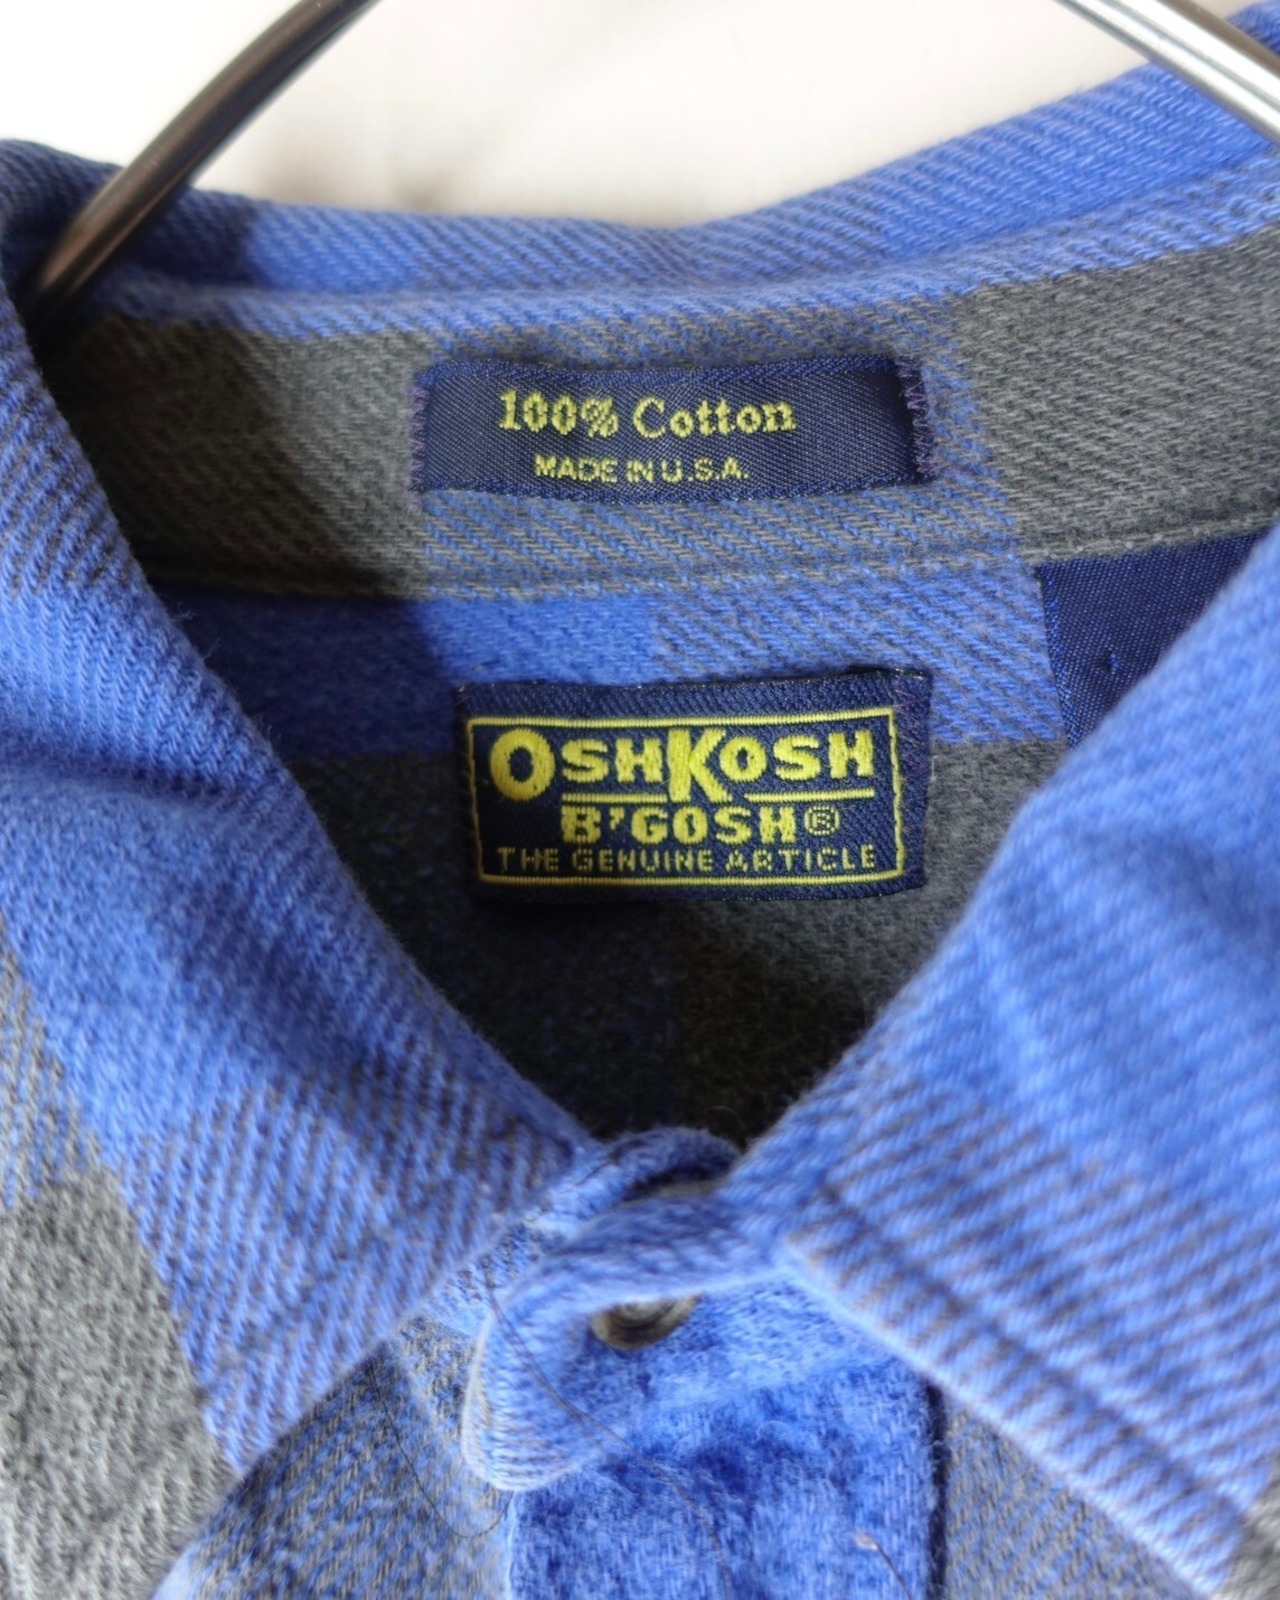 100% Cotton
MADE IN U.S.A.
OSHKOSH
B'GOSH®
THE GENUINE ARTICLE